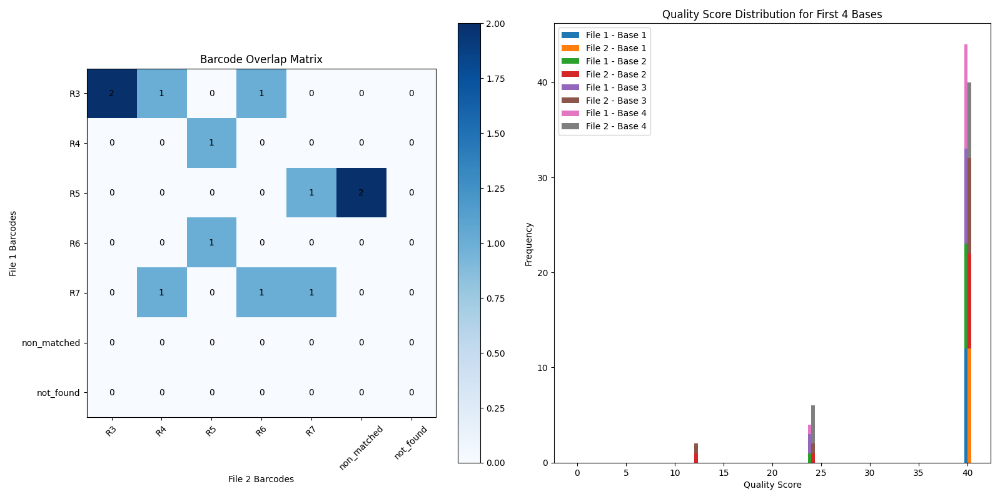 Barcode Overlap Matrix
File 1 Barcodes
R3 2 1 0 1 0 0 0
R4 0 0 1 0 0 0 0
R5 0 0 0 0 1 2 0
R6 0 0 1 0 0 0 0
R7 0 1 0 1 1 0 0
non_matched 0 0 0 0 0 0 0
not_found 0 0 0 0 0 0 0
R3 R4 R5 R6 R7 non_matched not_found
File 2 Barcodes
2.00
1.75
1.50
1.25
1.00
0.75
0.50
0.25
0.00
Quality Score Distribution for First 4 Bases
File 1 - Base 1
File 2 - Base 1
File 1 - Base 2
File 2 - Base 2
File 1 - Base 3
File 2 - Base 3
File 1 - Base 4
File 2 - Base 4
Frequency
40
30
20
10
0
0 5 10 15 20 25 30 35 40
Quality Score